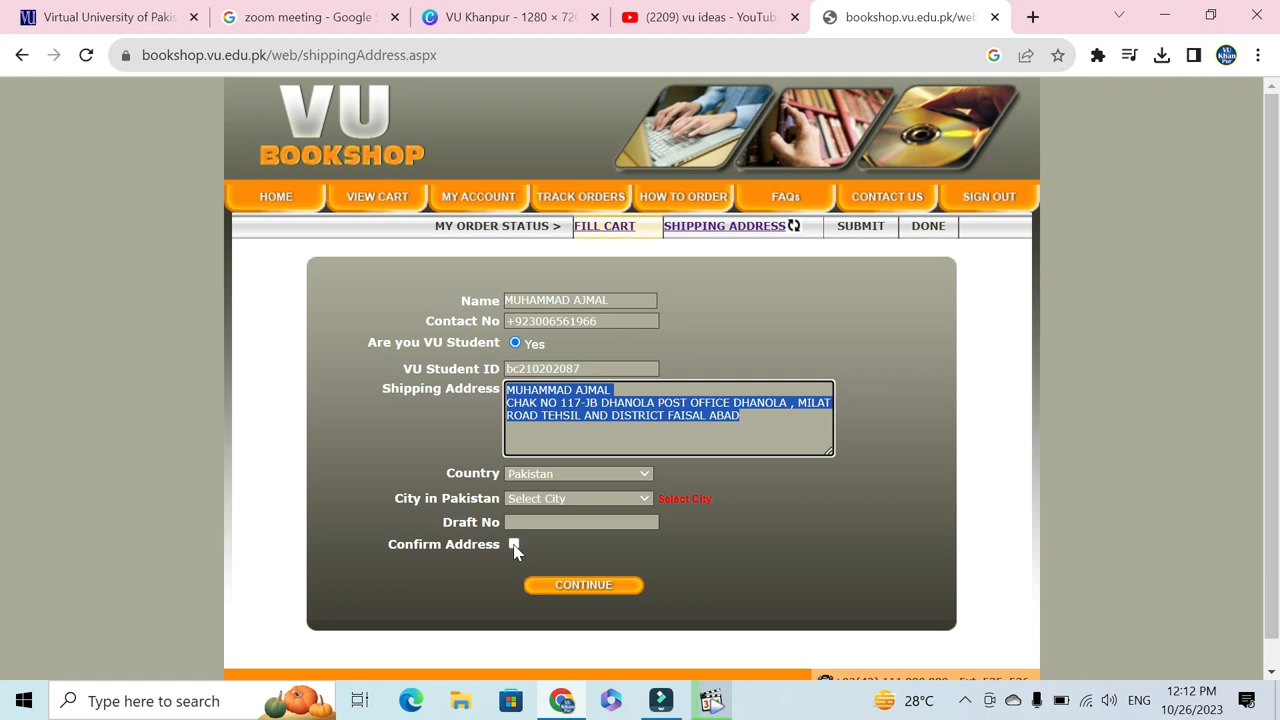 Virtual University of Pakis
zoom meeting - Google
VU Khanpur - 1280 × 720
(2209) vu ideas - YouTube
bookshop.vu.edu.pk/web
bookshop.vu.edu.pk/web/shippingAddress.aspx
VU
BOOKSHOP
HOME
VIEW CART
MY ACCOUNT
TRACK ORDERS
HOW TO ORDER
FAQs
CONTACT US
SIGN OUT
MY ORDER STATUS >
FILL CART
SHIPPING ADDRESS
SUBMIT
DONE
Name MUHAMMAD AJMAL
Contact No +923006561966
Are you VU Student Yes
VU Student ID bc210202087
Shipping Address MUHAMMAD AJMAL
CHAK NO 117-JB DHANOLA POST OFFICE DHANOLA , MILAT
ROAD TEHSIL AND DISTRICT FAISAL ABAD
Country Pakistan
City in Pakistan Select City Select City
Draft No
Confirm Address
CONTINUE
Type here to search
28°C
ENG
12:12 PM
10/26/2023